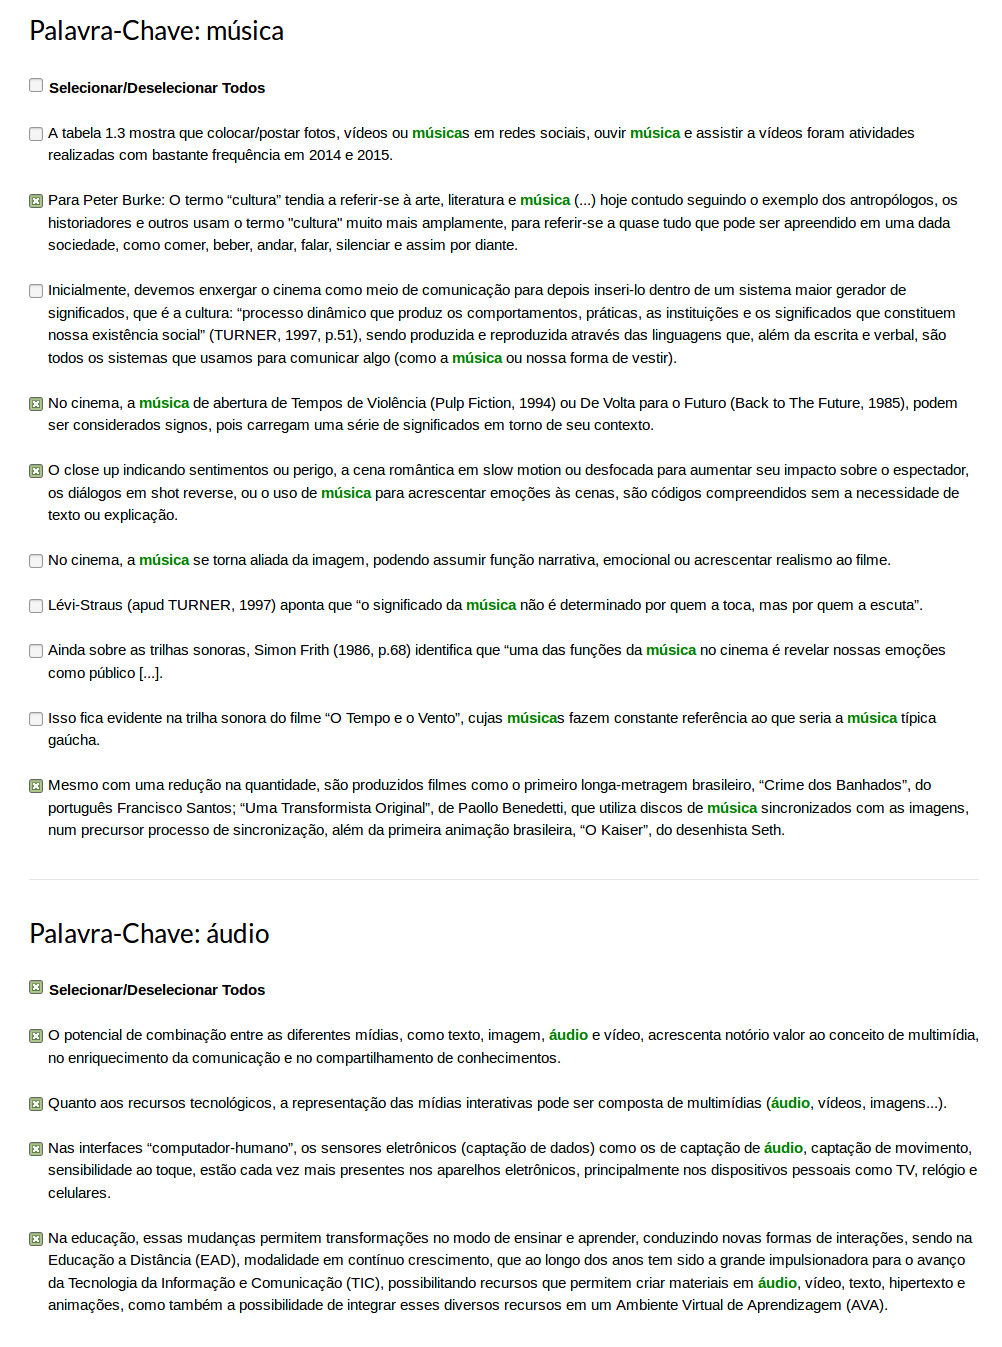 Palavra-Chave: música
Selecionar/Deselecionar Todos
A tabela 1.3 mostra que colocar/postar fotos, vídeos ou músicas em redes sociais, ouvir música e assistir a vídeos foram atividades
realizadas com bastante frequência em 2014 e 2015.
Para Peter Burke: O termo “cultura” tendia a referir-se à arte, literatura e música (...) hoje contudo seguindo o exemplo dos antropólogos, os
historiadores e outros usam o termo "cultura" muito mais amplamente, para referir-se a quase tudo que pode ser apreendido em uma dada
sociedade, como comer, beber, andar, falar, silenciar e assim por diante.
Inicialmente, devemos enxergar o cinema como meio de comunicação para depois inseri-lo dentro de um sistema maior gerador de
significados, que é a cultura: “processo dinâmico que produz os comportamentos, práticas, as instituições e os significados que constituem
nossa existência social” (TURNER, 1997, p.51), sendo produzida e reproduzida através das linguagens que, além da escrita e verbal, são
todos os sistemas que usamos para comunicar algo (como a música ou nossa forma de vestir).
No cinema, a música de abertura de Tempos de Violência (Pulp Fiction, 1994) ou De Volta para o Futuro (Back to The Future, 1985), podem
ser considerados signos, pois carregam uma série de significados em torno de seu contexto.
O close up indicando sentimentos ou perigo, a cena romântica em slow motion ou desfocada para aumentar seu impacto sobre o espectador,
os diálogos em shot reverse, ou o uso de música para acrescentar emoções às cenas, são códigos compreendidos sem a necessidade de
texto ou explicação.
No cinema, a música se torna aliada da imagem, podendo assumir função narrativa, emocional ou acrescentar realismo ao filme.
Lévi-Straus (apud TURNER, 1997) aponta que “o significado da música não é determinado por quem a toca, mas por quem a escuta”.
Ainda sobre as trilhas sonoras, Simon Frith (1986, p.68) identifica que “uma das funções da música no cinema é revelar nossas emoções
como público [...].
Isso fica evidente na trilha sonora do filme “O Tempo e o Vento”, cujas músicas fazem constante referência ao que seria a música típica
gaúcha.
Mesmo com uma redução na quantidade, são produzidos filmes como o primeiro longa-metragem brasileiro, “Crime dos Banhados”, do
português Francisco Santos; “Uma Transformista Original”, de Paollo Benedetti, que utiliza discos de música sincronizados com as imagens,
num precursor processo de sincronização, além da primeira animação brasileira, “O Kaiser”, do desenhista Seth.
Palavra-Chave: áudio
Selecionar/Deselecionar Todos
O potencial de combinação entre as diferentes mídias, como texto, imagem, áudio e vídeo, acrescenta notório valor ao conceito de multimídia,
no enriquecimento da comunicação e no compartilhamento de conhecimentos.
Quanto aos recursos tecnológicos, a representação das mídias interativas pode ser composta de multimídias (áudio, vídeos, imagens...).
Nas interfaces “computador-humano”, os sensores eletrônicos (captação de dados) como os de captação de áudio, captação de movimento,
sensibilidade ao toque, estão cada vez mais presentes nos aparelhos eletrônicos, principalmente nos dispositivos pessoais como TV, relógio e
celulares.
Na educação, essas mudanças permitem transformações no modo de ensinar e aprender, conduzindo novas formas de interações, sendo na
Educação a Distância (EAD), modalidade em contínuo crescimento, que ao longo dos anos tem sido a grande impulsionadora para o avanço
da Tecnologia da Informação e Comunicação (TIC), possibilitando recursos que permitem criar materiais em áudio, vídeo, texto, hipertexto e
animações, como também a possibilidade de integrar esses diversos recursos em um Ambiente Virtual de Aprendizagem (AVA).